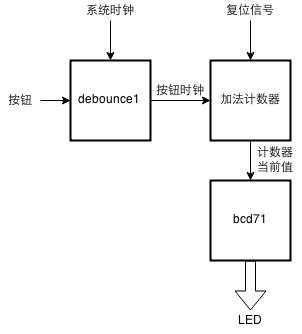 系统时钟
复位信号
按钮
debounce1
按钮时钟
加法计数器
计数器
当前值
bcd71
LED